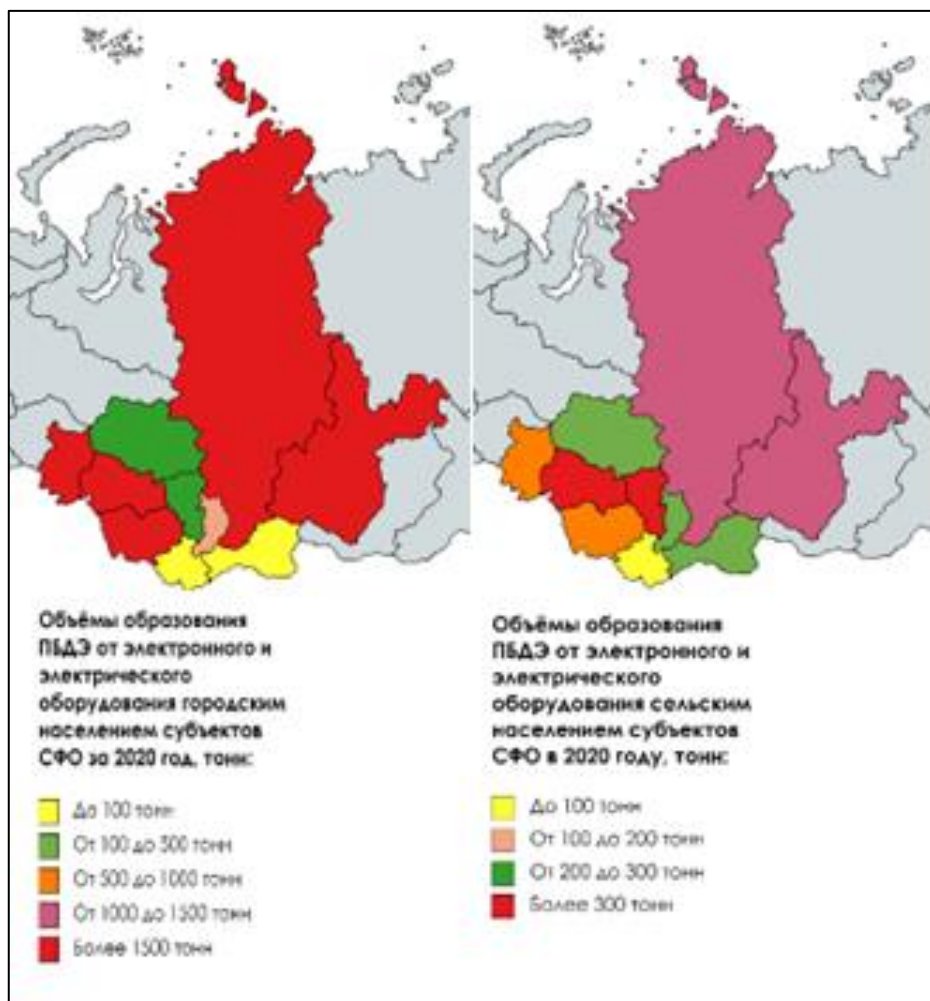 Объёмы образования
ПБДЭ от электронного и
электрического
оборудования городским
населением субъектов
СФО за 2020 год, тонн:
До 100 тонн
От 100 до 500 тонн
От 500 до 1000 тонн
От 1000 до 1500 тонн
Более 1500 тонн
Объёмы образования
ПБДЭ от электронного и
электрического
оборудования сельским
населением субъектов
СФО в 2020 году, тонн:
До 100 тонн
От 100 до 200 тонн
От 200 до 300 тонн
Более 300 тонн